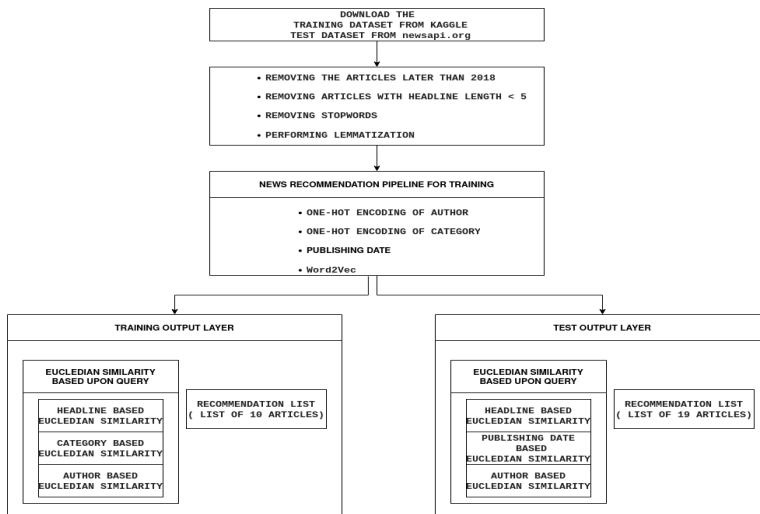 DOWNLOAD THE
TRAINING DATASET FROM KAGGLE
TEST DATASET FROM newsapi.org
• REMOVING THE ARTICLES LATER THAN 2018
• REMOVING ARTICLES WITH HEADLINE LENGTH < 5
• REMOVING STOPWORDS
• PERFORMING LEMMATIZATION
NEWS RECOMMENDATION PIPELINE FOR TRAINING
• ONE-HOT ENCODING OF AUTHOR
• ONE-HOT ENCODING OF CATEGORY
• PUBLISHING DATE
• Word2Vec
TRAINING OUTPUT LAYER
EUCLEDIAN SIMILARITY
BASED UPON QUERY
HEADLINE BASED
EUCLEDIAN SIMILARITY
CATEGORY BASED
EUCLEDIAN SIMILARITY
AUTHOR BASED
EUCLEDIAN SIMILARITY
RECOMMENDATION LIST
( LIST OF 10 ARTICLES)
TEST OUTPUT LAYER
EUCLEDIAN SIMILARITY
BASED UPON QUERY
HEADLINE BASED
EUCLEDIAN SIMILARITY
PUBLISHING DATE
BASED
EUCLEDIAN SIMILARITY
AUTHOR BASED
EUCLEDIAN SIMILARITY
RECOMMENDATION LIST
( LIST OF 19 ARTICLES)